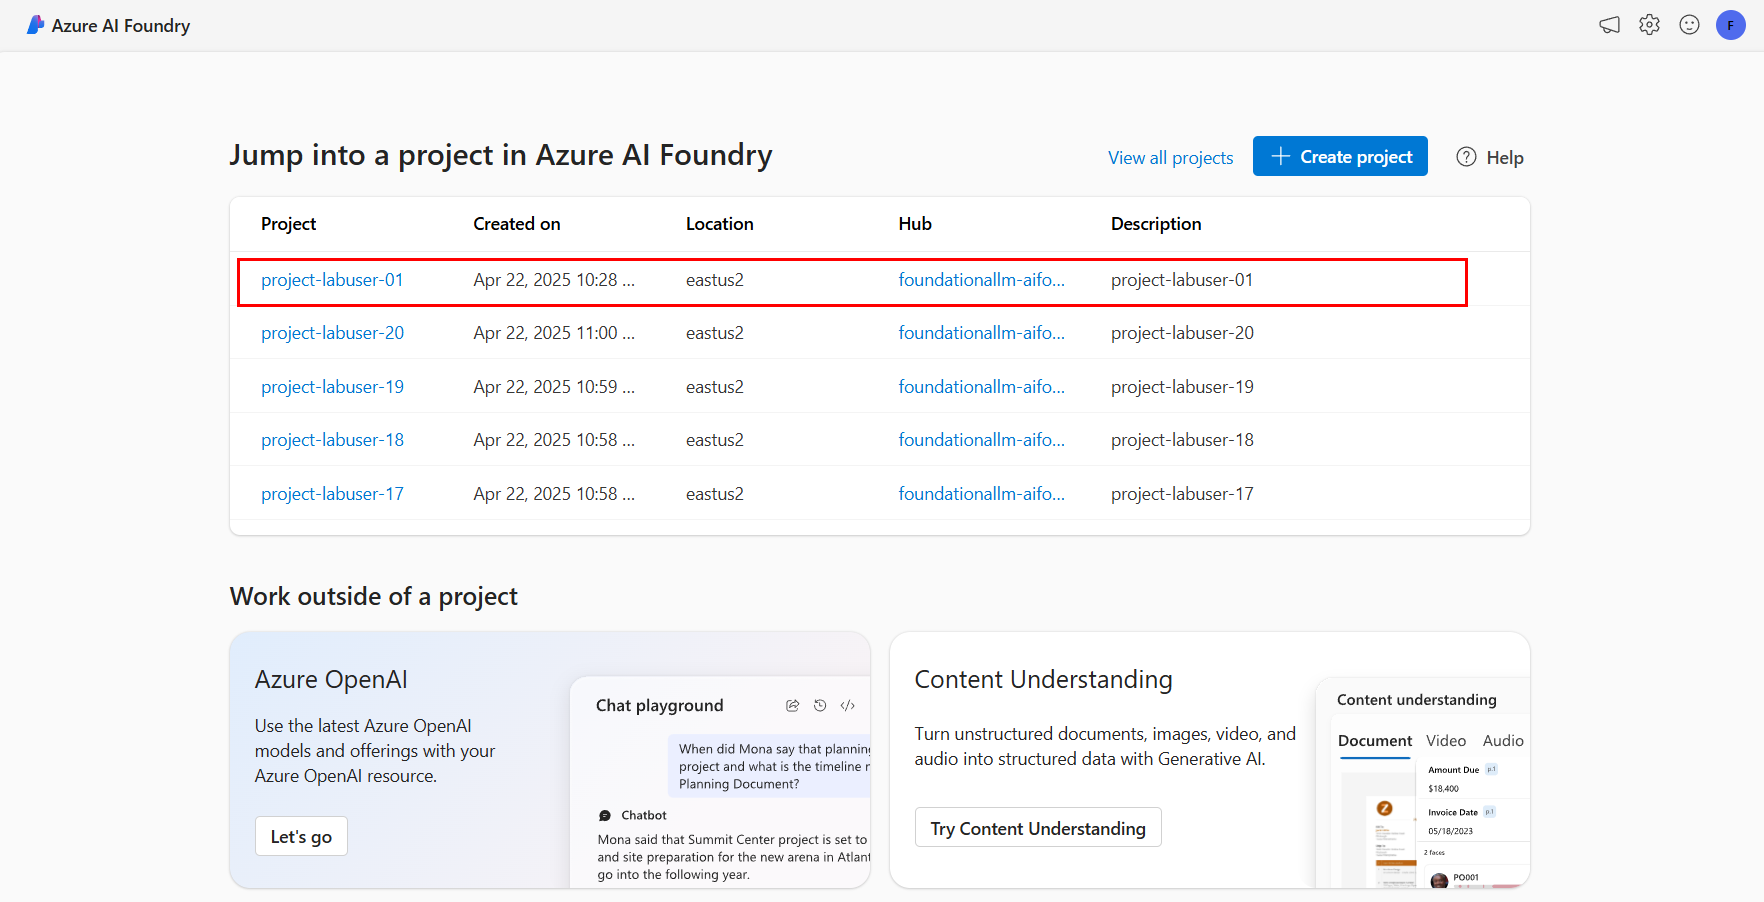 Azure AI Foundry
F
Jump into a project in Azure AI Foundry
View all projects
Create project
Help
Project Created on Location Hub Description
project-labuser-01 Apr 22, 2025 10:28 ... eastus2 foundationallm-aifo... project-labuser-01
project-labuser-20 Apr 22, 2025 11:00 ... eastus2 foundationallm-aifo... project-labuser-20
project-labuser-19 Apr 22, 2025 10:59 ... eastus2 foundationallm-aifo... project-labuser-19
project-labuser-18 Apr 22, 2025 10:58 ... eastus2 foundationallm-aifo... project-labuser-18
project-labuser-17 Apr 22, 2025 10:58 ... eastus2 foundationallm-aifo... project-labuser-17
Work outside of a project
Azure OpenAI
Use the latest Azure OpenAI
models and offerings with your
Azure OpenAI resource.
Let's go
Chat playground
When did Mona say that planning
project and what is the timeline
Planning Document?
Chatbot
Mona said that Summit Center project is set to
and site preparation for the new arena in Atlant
go into the following year.
Content Understanding
Turn unstructured documents, images, video, and
audio into structured data with Generative AI.
Try Content Understanding
Content understanding
Document Video Audio
Amount Due p.1
$18,400
Invoice Date p.1
05/18/2023
2 faces
PO001